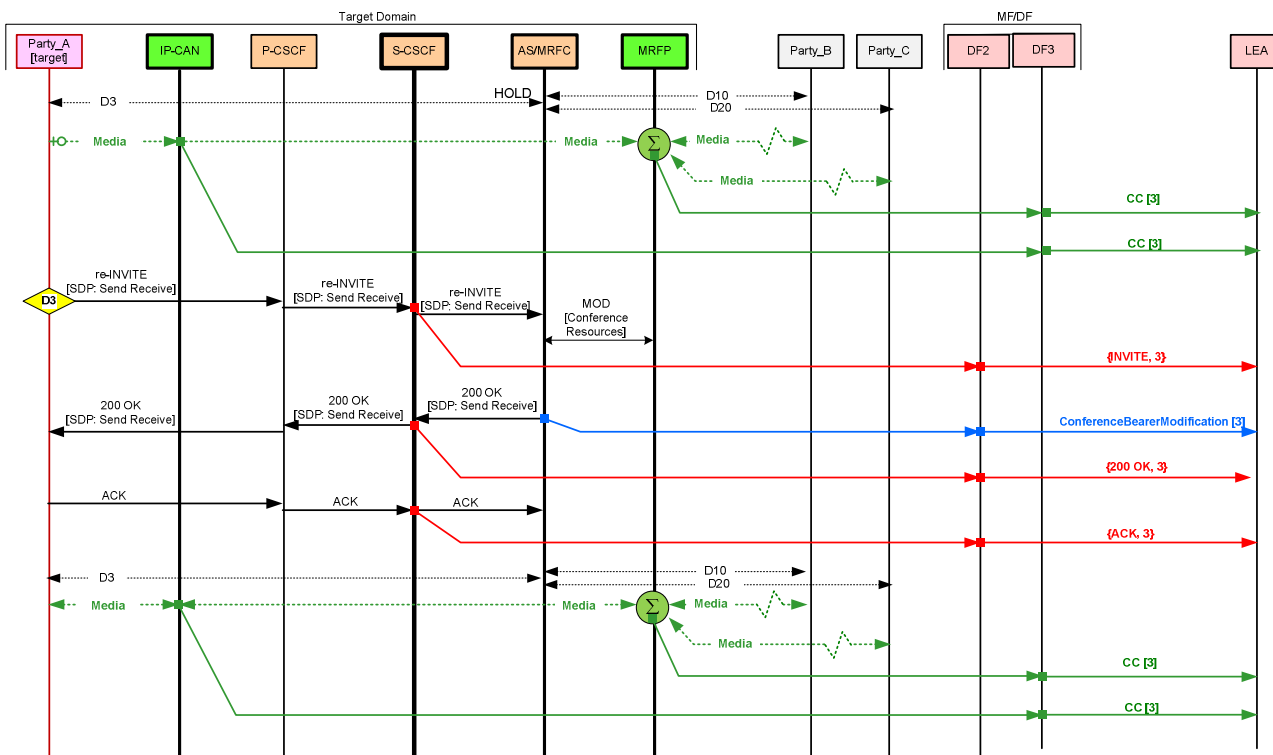 Target Domain
MF/DF
Party_A
[target]
IP-CAN
P-CSCF
S-CSCF
AS/MRFC
MRFP
Party_B
Party_C
DF2
DF3
LEA
D3
HOLD
D10
D20
Media
Media
Σ
Media
Media
CC [3]
CC [3]
D3
re-INVITE
[SDP: Send Receive]
re-INVITE
[SDP: Send Receive]
re-INVITE
[SDP: Send Receive]
MOD
[Conference
Resources]
{INVITE, 3}
200 OK
[SDP: Send Receive]
200 OK
[SDP: Send Receive]
200 OK
[SDP: Send Receive]
ConferenceBearerModification [3]
{200 OK, 3}
ACK
ACK
ACK
{ACK, 3}
D3
D10
D20
Media
Media
Σ
Media
Media
CC [3]
CC [3]